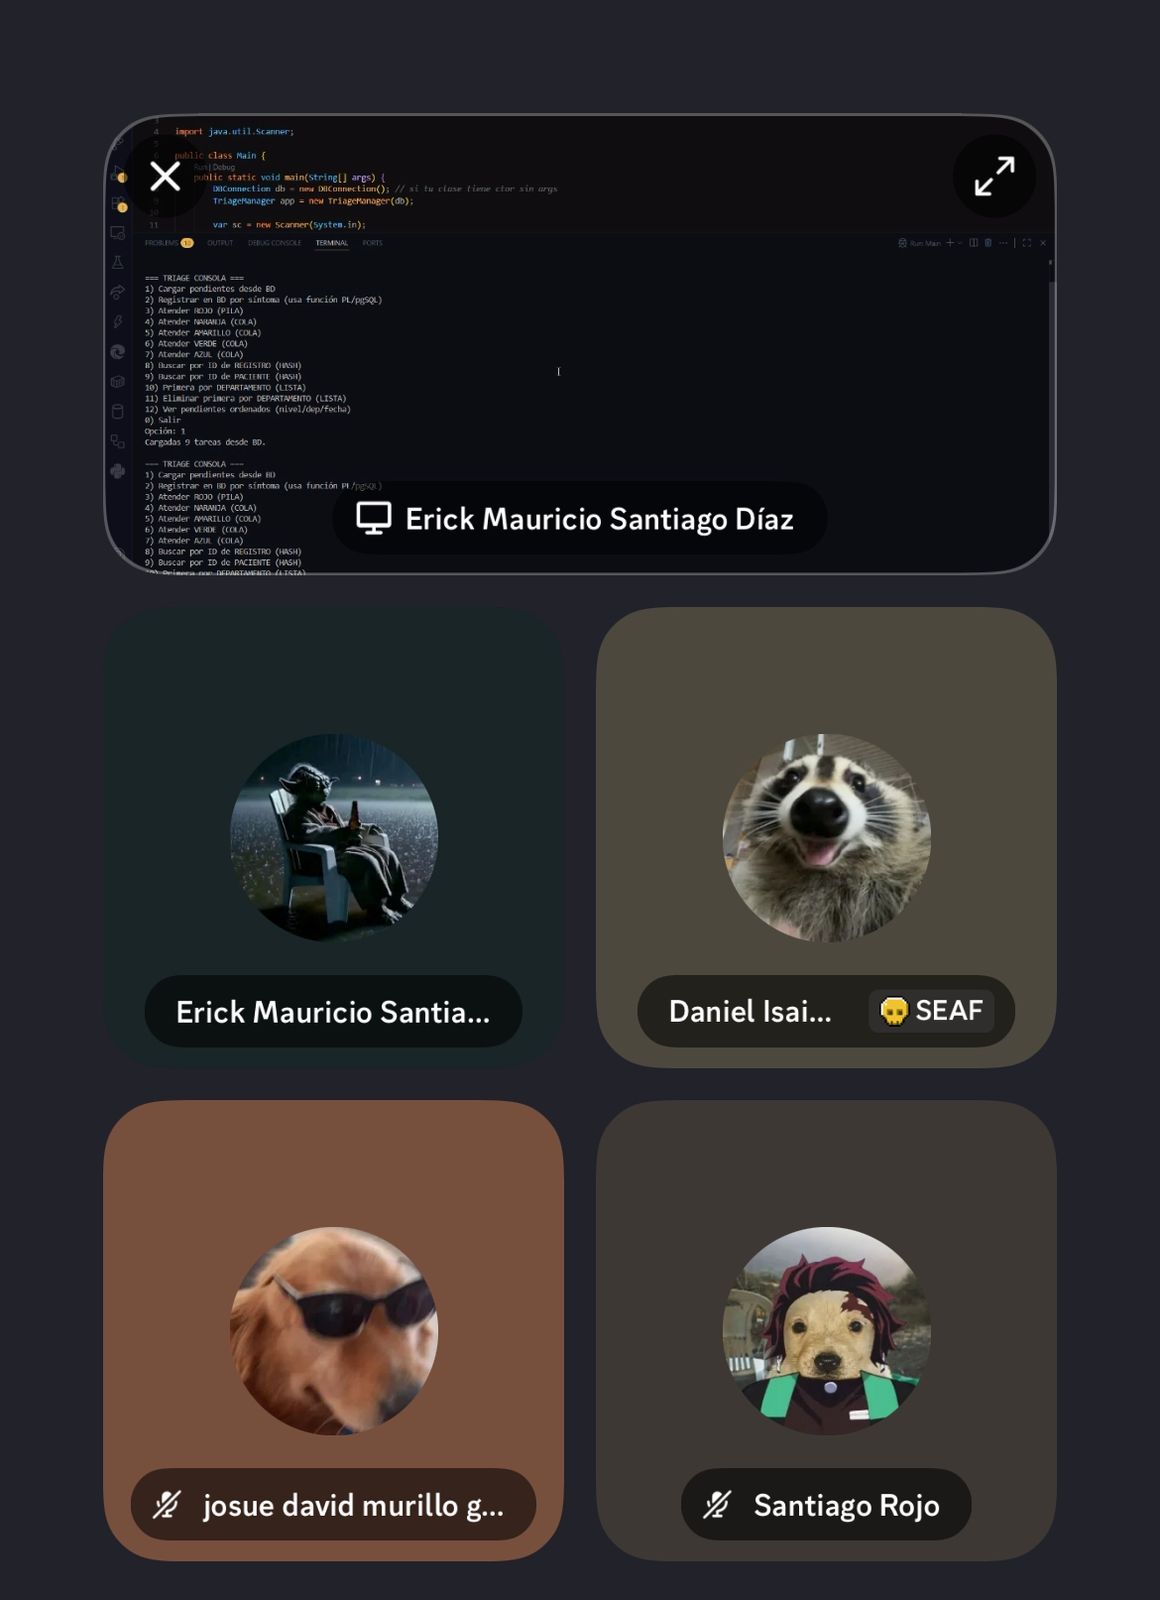 3
4 import java.util.Scanner;
5
6 public class Main {
Run | Debug
public static void main(String[] args) {
DBConnection db = new DBConnection(); // si tu clase tiene ctor sin args
9 TriageManager app = new TriageManager(db);
10
11 var sc = new Scanner(System.in);
PROBLEMS 10 OUTPUT DEBUG CONSOLE TERMINAL PORTS Run Main
=== TRIAGE CONSOLA ===
1) Cargar pendientes desde BD
2) Registrar en BD por síntoma (usa función PL/pgSQL)
3) Atender ROJO (PILA)
4) Atender NARANJA (COLA)
5) Atender AMARILLO (COLA)
6) Atender VERDE (COLA)
7) Atender AZUL (COLA)
8) Buscar por ID de REGISTRO (HASH)
9) Buscar por ID de PACIENTE (HASH)
10) Primera por DEPARTAMENTO (LISTA)
11) Eliminar primera por DEPARTAMENTO (LISTA)
12) Ver pendientes ordenados (nivel/dep/fecha)
0) Salir
Opción: 1
Cargadas 9 tareas desde BD.
=== TRIAGE CONSOLA ===
1) Cargar pendientes desde BD
2) Registrar en BD por síntoma (usa función PL/pgSQL)
3) Atender ROJO (PILA)
4) Atender NARANJA (COLA)
5) Atender AMARILLO (COLA)
6) Atender VERDE (COLA)
7) Atender AZUL (COLA)
8) Buscar por ID de REGISTRO (HASH)
9) Buscar por ID de PACIENTE (HASH)
10) Primera por DEPARTAMENTO (LISTA)
Erick Mauricio Santiago Díaz
Erick Mauricio Santia...
Daniel Isai... SEAF
josue david murillo g...
Santiago Rojo